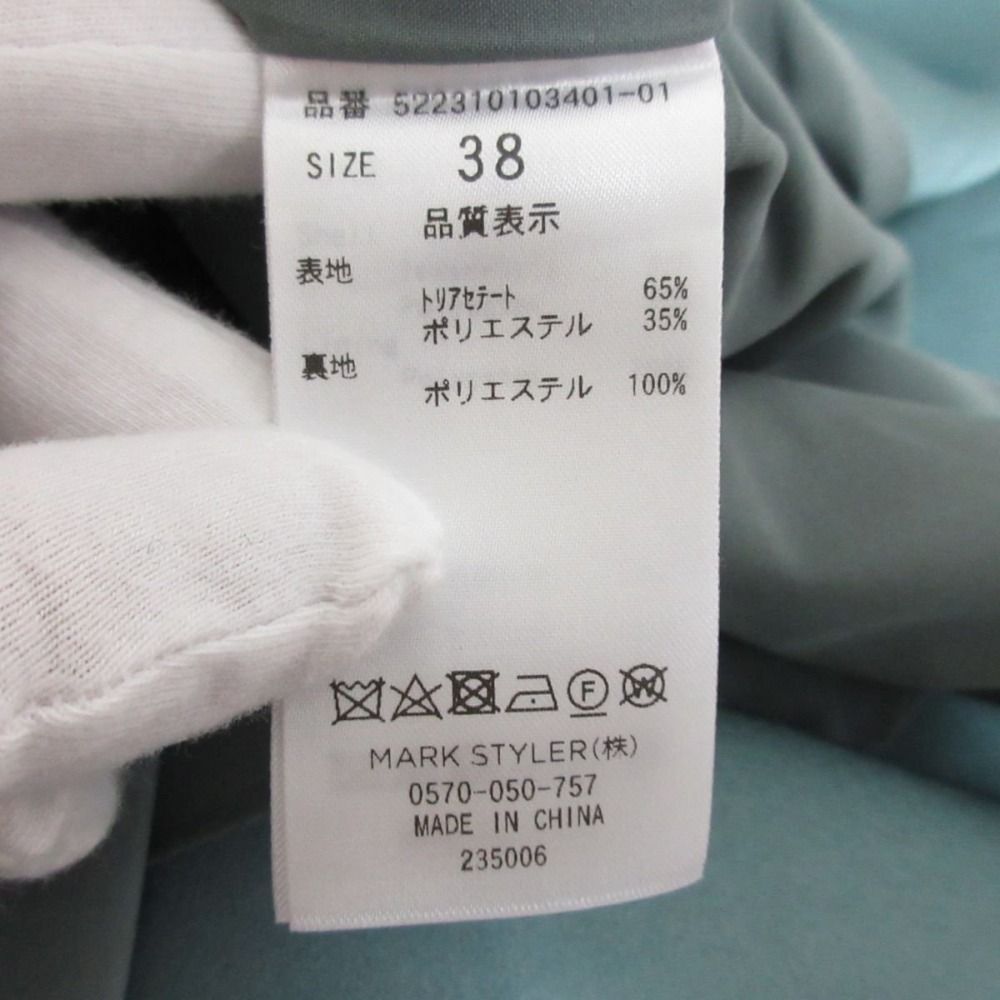 品番 522310103401-01
SIZE 38
品質表示
表地
トリアセテート 65%
ポリエステル 35%
裏地
ポリエステル 100%
F W
MARK STYLER(株)
0570-050-757
MADE IN CHINA
235006